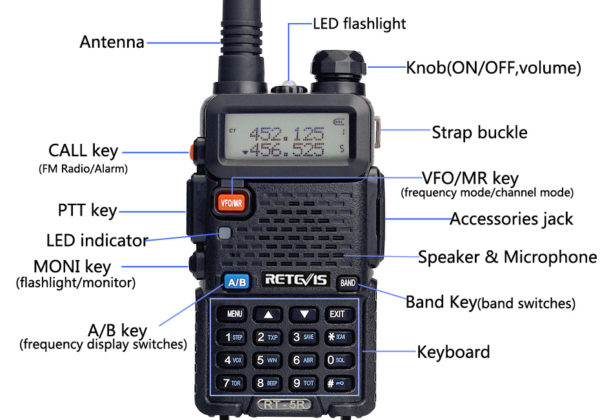 LED flashlight
Antenna
Knob(ON/OFF,volume)
CT 452.125 1
456.525 S
Strap buckle
CALL key
(FM Radio/Alarm)
VFO/MR key
(frequency mode/channel mode)
VFO/MR
PTT key
Accessories jack
LED indicator
Speaker & Microphone
MONI key
(flashlight/monitor)
A/B RETEVIS BAND
Band Key(band switches)
A/B key
(frequency display switches)
MENU ▲ ▼ EXIT
1 STEP 2 TXP 3 SAVE * SCAN
Keyboard
4 VOX 5 WN 6 ABR 0 SQL
7 TDR 8 BEEP 9 TOT #
RT-5R